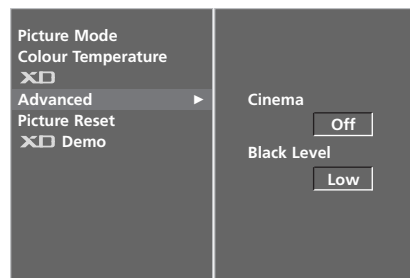 Picture Mode
Colour Temperature
XD
Advanced ►
Picture Reset
XD Demo
Cinema
Off
Black Level
Low